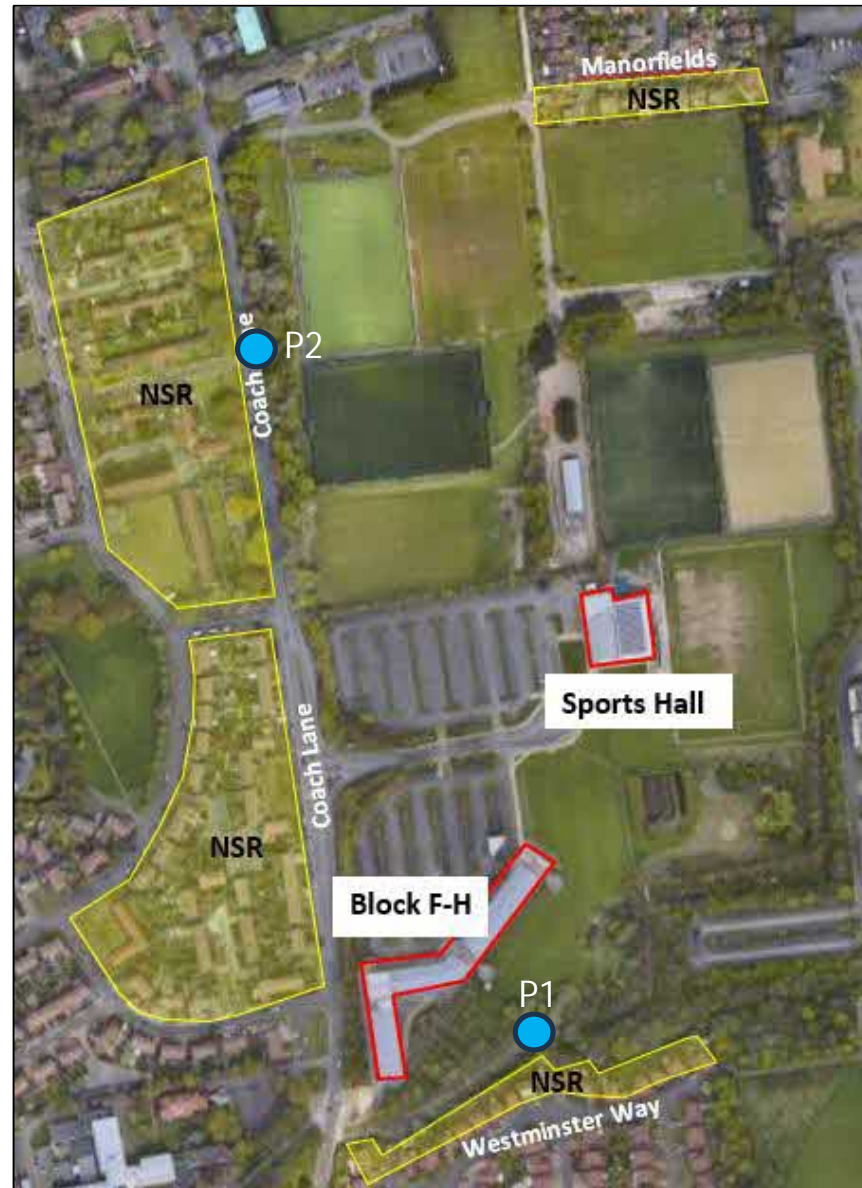 Manorfields
NSR
P2
NSR
Coach
Sports Hall
Coach Lane
NSR
Block F-H
P1
NSR
Westminster Way